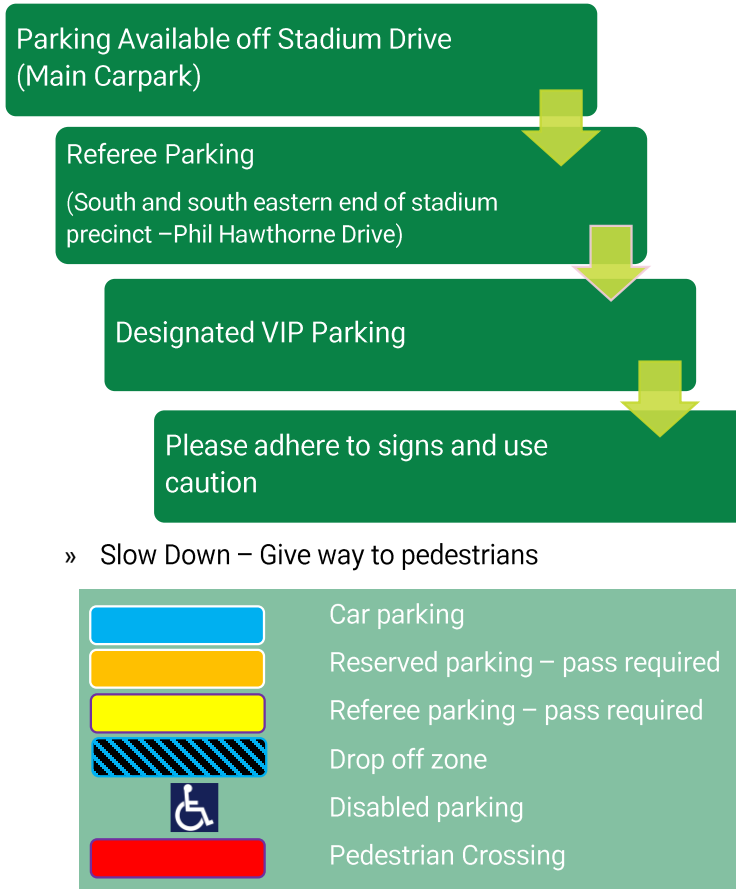 Parking Available off Stadium Drive
(Main Carpark)
Referee Parking
(South and south eastern end of stadium
precinct –Phil Hawthorne Drive)
Designated VIP Parking
Please adhere to signs and use
caution
» Slow Down – Give way to pedestrians
Car parking
Reserved parking – pass required
Referee parking – pass required
Drop off zone
Disabled parking
Pedestrian Crossing